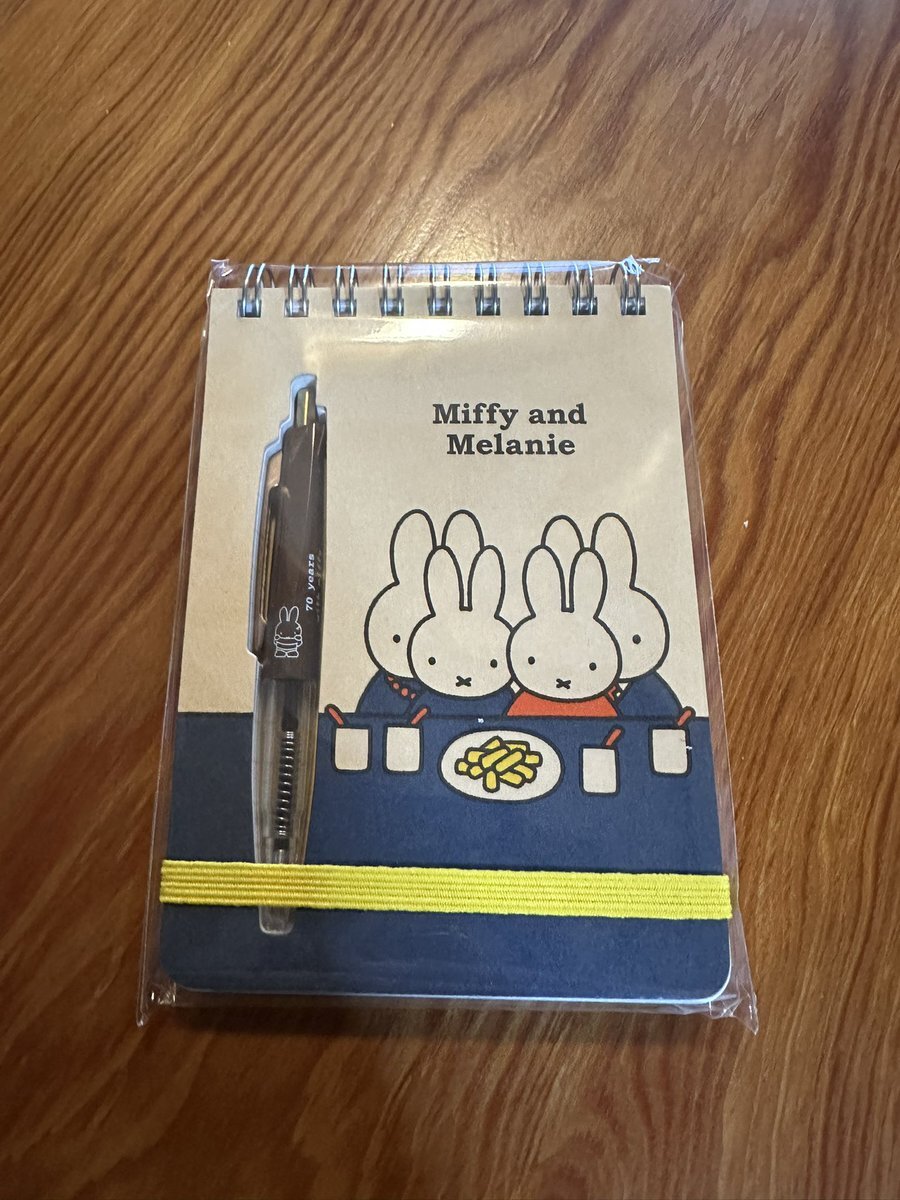 Miffy and
Melanie
70 years